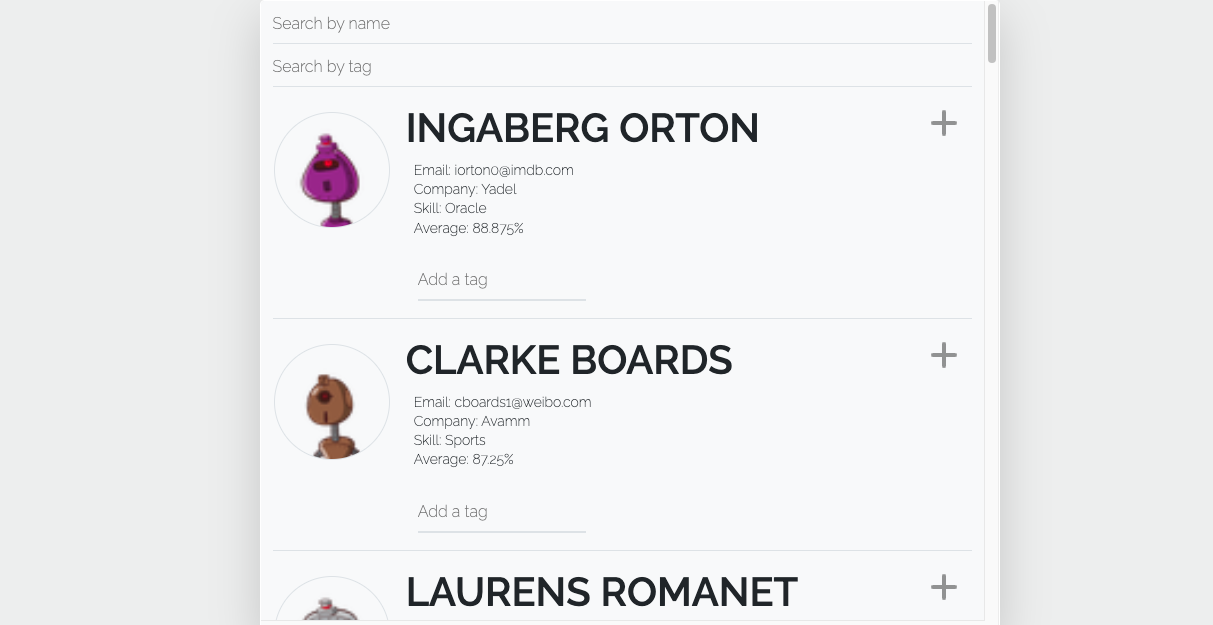 Search by name
Search by tag
INGABERG ORTON
Email: iorton0@imdb.com
Company: Yadel
Skill: Oracle
Average: 88.875%
Add a tag
CLARKE BOARDS
Email: cboards1@weibo.com
Company: Avamm
Skill: Sports
Average: 87.25%
Add a tag
LAURENS ROMANET